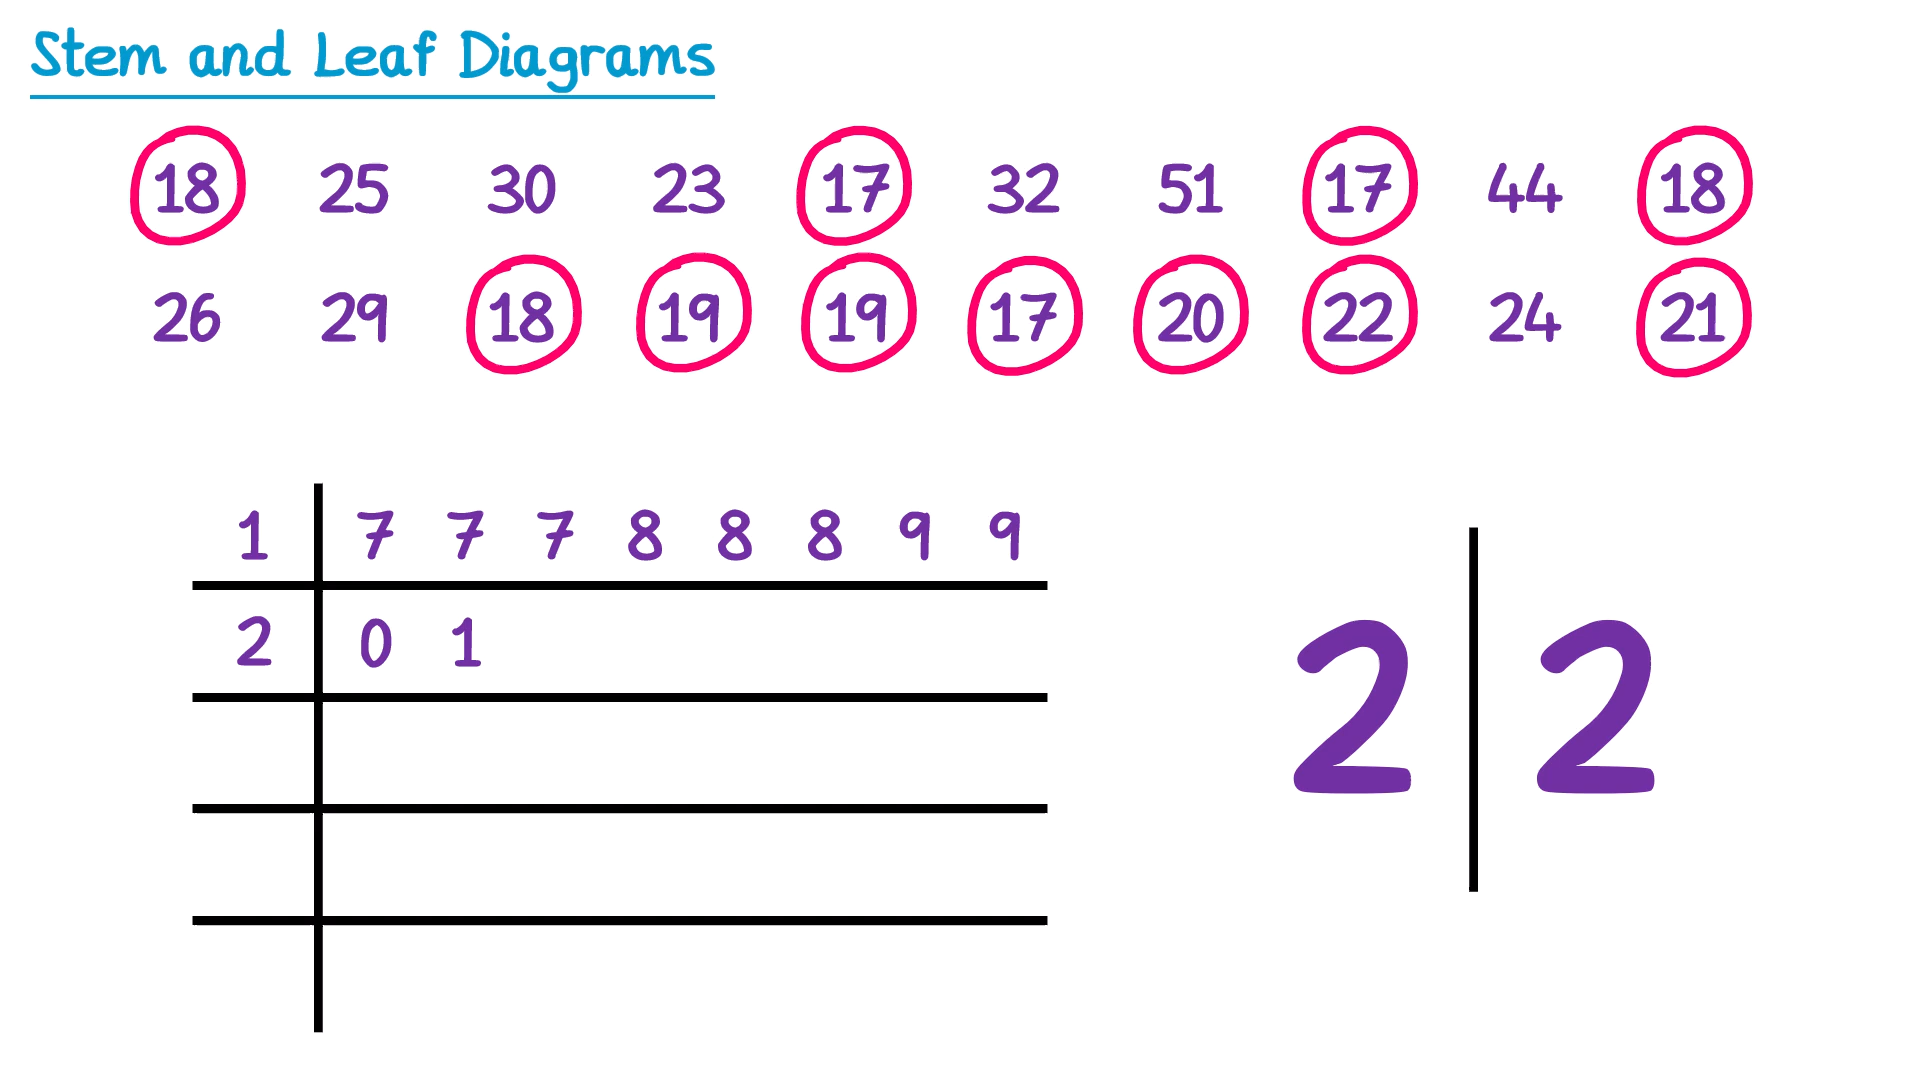 Stem and Leaf Diagrams
18 25 30 23 17 32 51 17 44 18
26 29 18 19 19 17 20 22 24 21
1 7 7 7 8 8 8 9 9
2 0 1
2 2